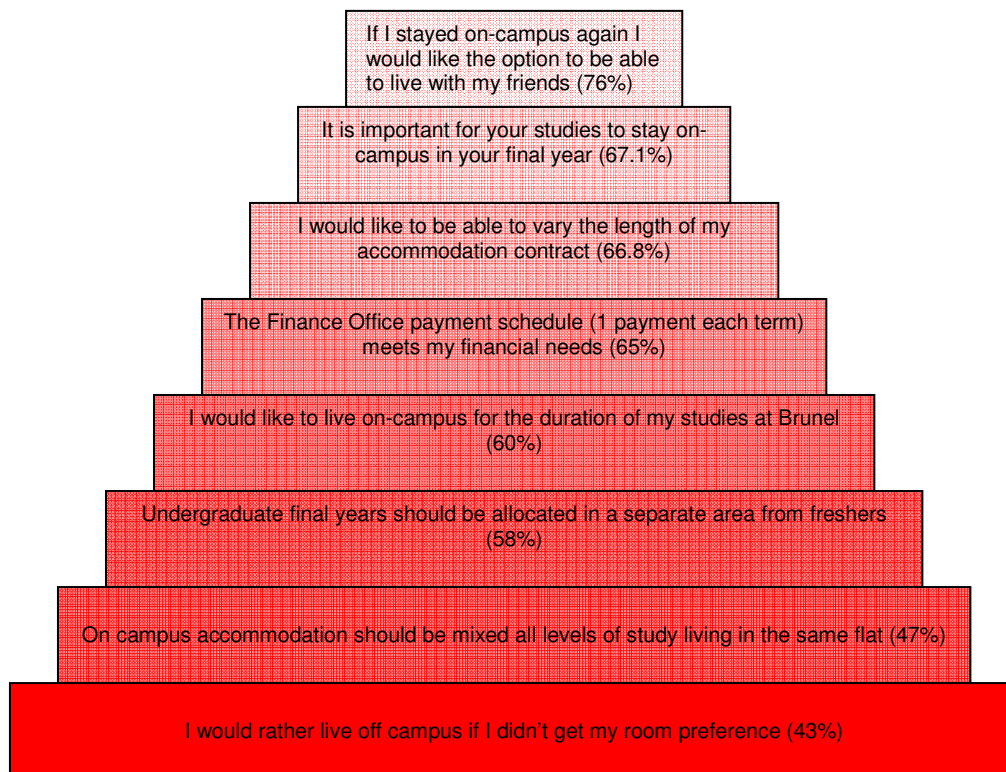 If I stayed on-campus again I
would like the option to be able
to live with my friends (76%)
It is important for your studies to stay on-
campus in your final year (67.1%)
I would like to be able to vary the length of my
accommodation contract (66.8%)
The Finance Office payment schedule (1 payment each term)
meets my financial needs (65%)
I would like to live on-campus for the duration of my studies at Brunel
(60%)
Undergraduate final years should be allocated in a separate area from freshers
(58%)
On campus accommodation should be mixed all levels of study living in the same flat (47%)
I would rather live off campus if I didn’t get my room preference (43%)